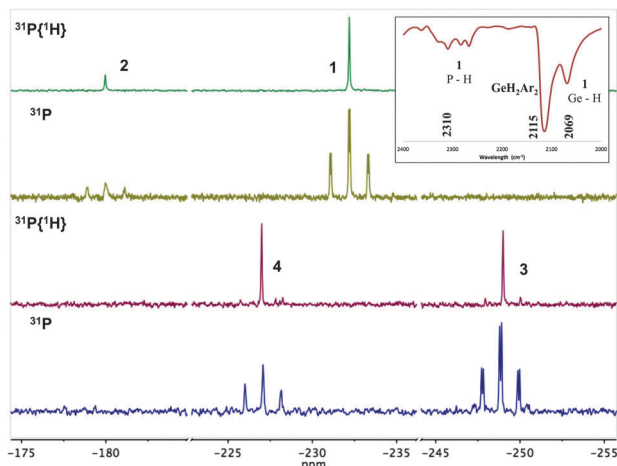 ³¹P{¹H}
2
1
³¹P
³¹P{¹H}
4
3
³¹P
1
P - H
GeH₂Ar₂
1
Ge - H
2310
2115
2069
2400 2300 2200 2100 2000
Wavelength (cm⁻¹)
−175 −180 −225 −230 −235 −245 −250 −255
ppm